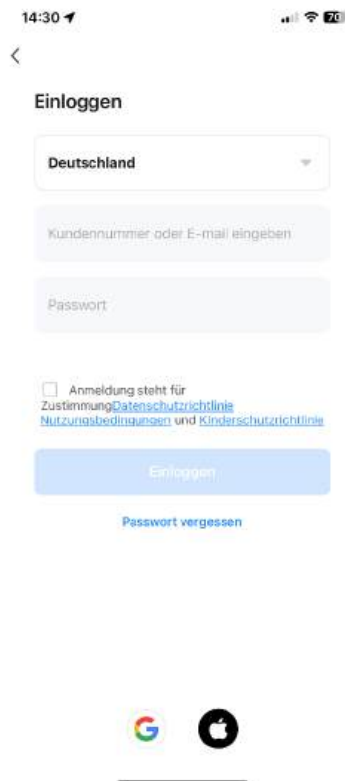 14:30
70
Einloggen
Deutschland
Kundennummer oder E-mail eingeben
Passwort
Anmeldung steht für
ZustimmungDatenschutzrichtlinie
Nutzungsbedingungen und Kinderschutzrichtlinie
Einloggen
Passwort vergessen